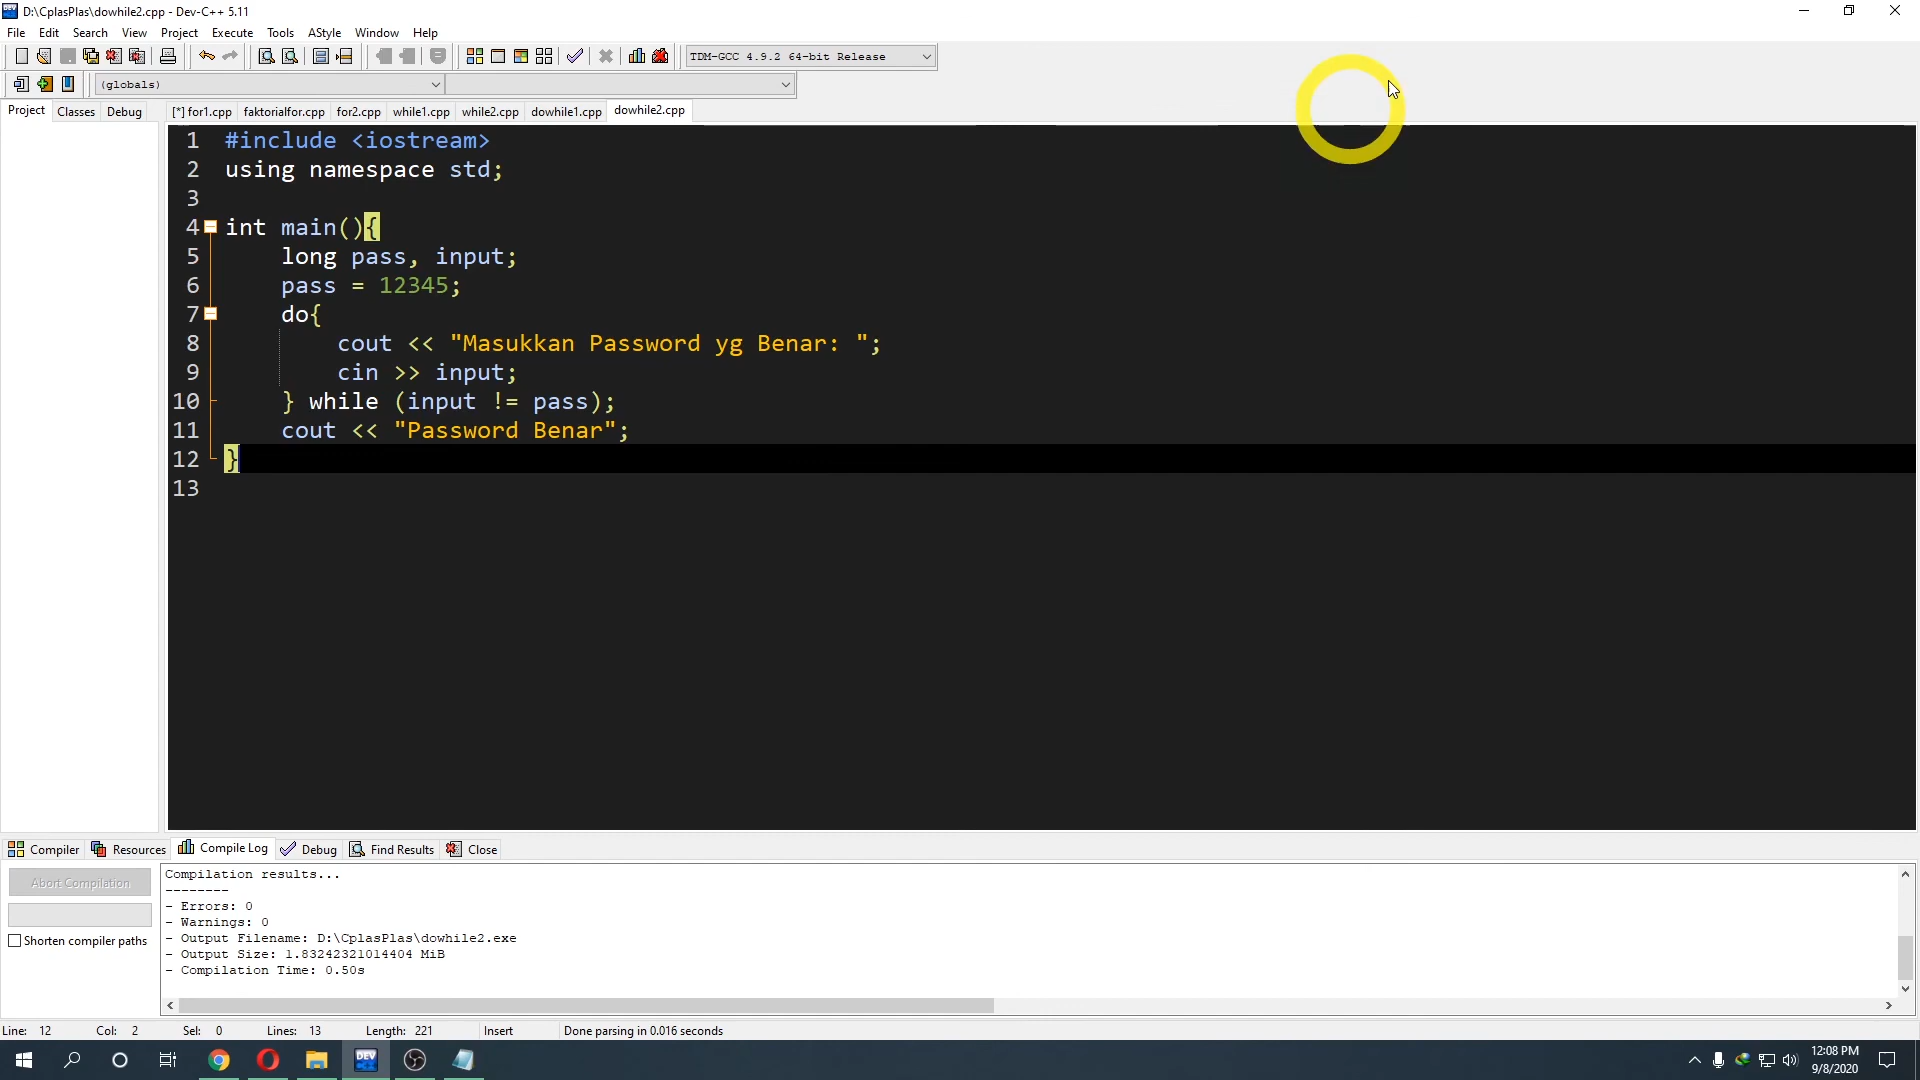 D:\CplasPlas\dowhile2.cpp - Dev-C++ 5.11
File Edit Search View Project Execute Tools AStyle Window Help
TDM-GCC 4.9.2 64-bit Release
(globals)
Project Classes Debug [*] for1.cpp faktorialfor.cpp for2.cpp while1.cpp while2.cpp dowhile1.cpp dowhile2.cpp
1 #include <iostream>
2 using namespace std;
3
4 int main(){
5 long pass, input;
6 pass = 12345;
7 do{
8 cout << "Masukkan Password yg Benar: ";
9 cin >> input;
10 } while (input != pass);
11 cout << "Password Benar";
12 }
13
Compiler Resources Compile Log Debug Find Results Close
Abort Compilation
Shorten compiler paths
Compilation results...
--------
- Errors: 0
- Warnings: 0
- Output Filename: D:\CplasPlas\dowhile2.exe
- Output Size: 1.83242321014404 MiB
- Compilation Time: 0.50s
Line: 12 Col: 2 Sel: 0 Lines: 13 Length: 221 Insert Done parsing in 0.016 seconds
DEV C++
12:08 PM
9/8/2020